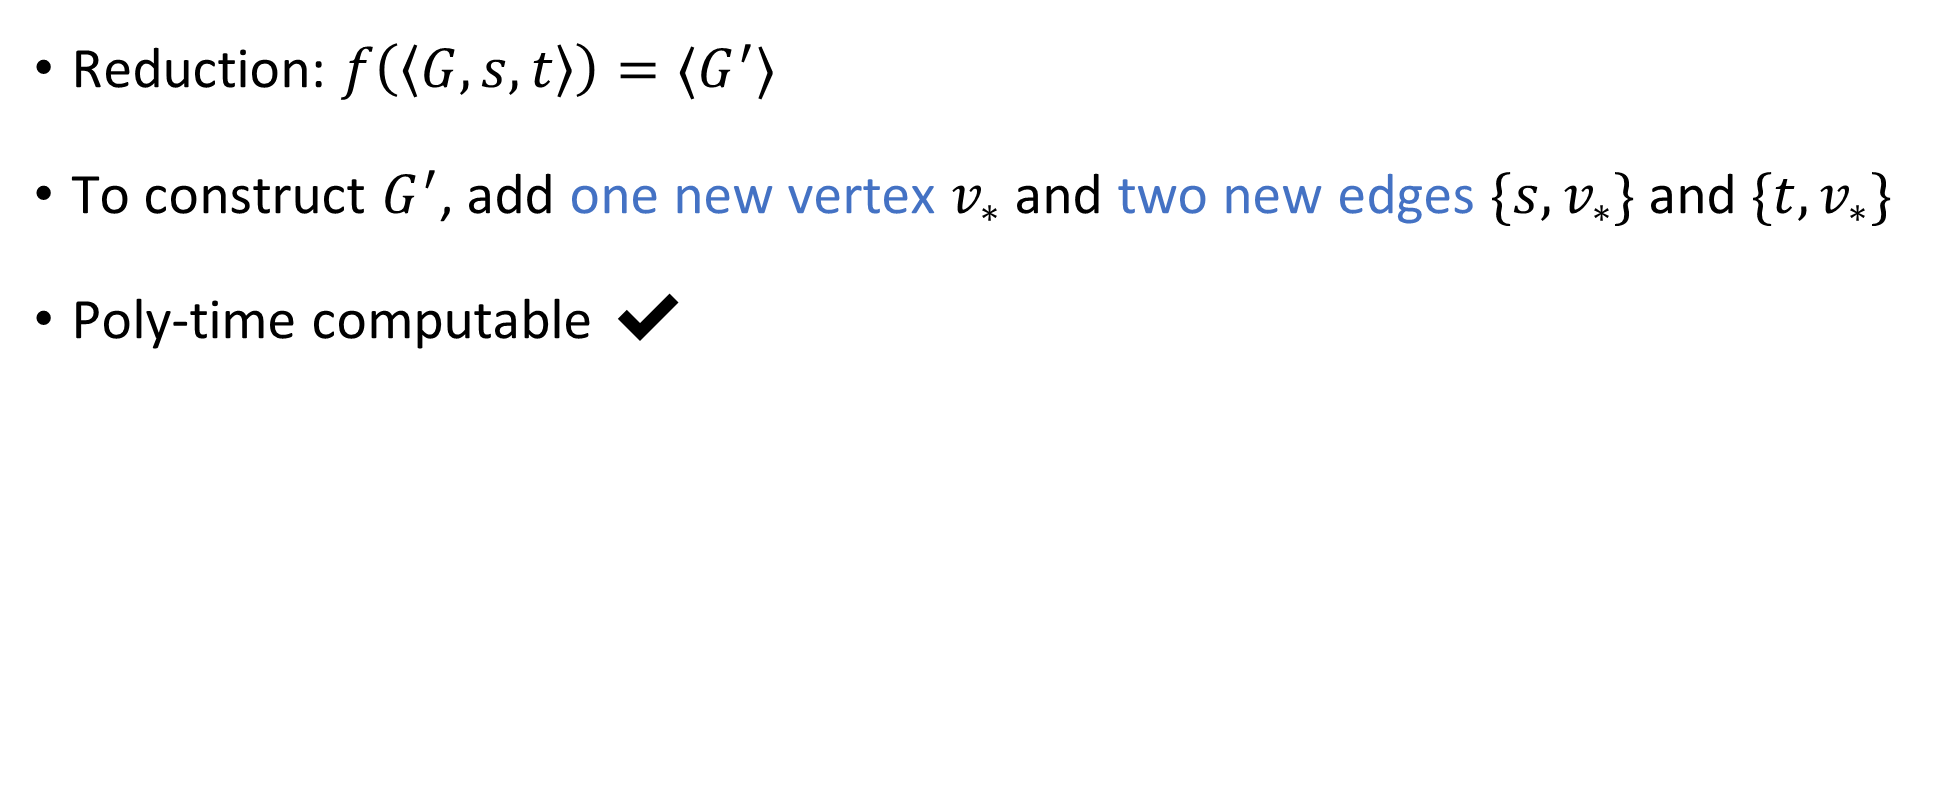 • Reduction: 𝑓(⟨𝐺, 𝑠, 𝑡⟩) = ⟨𝐺′⟩
• To construct 𝐺′, add one new vertex 𝑣∗ and two new edges {𝑠, 𝑣∗} and {𝑡, 𝑣∗}
• Poly-time computable ✔